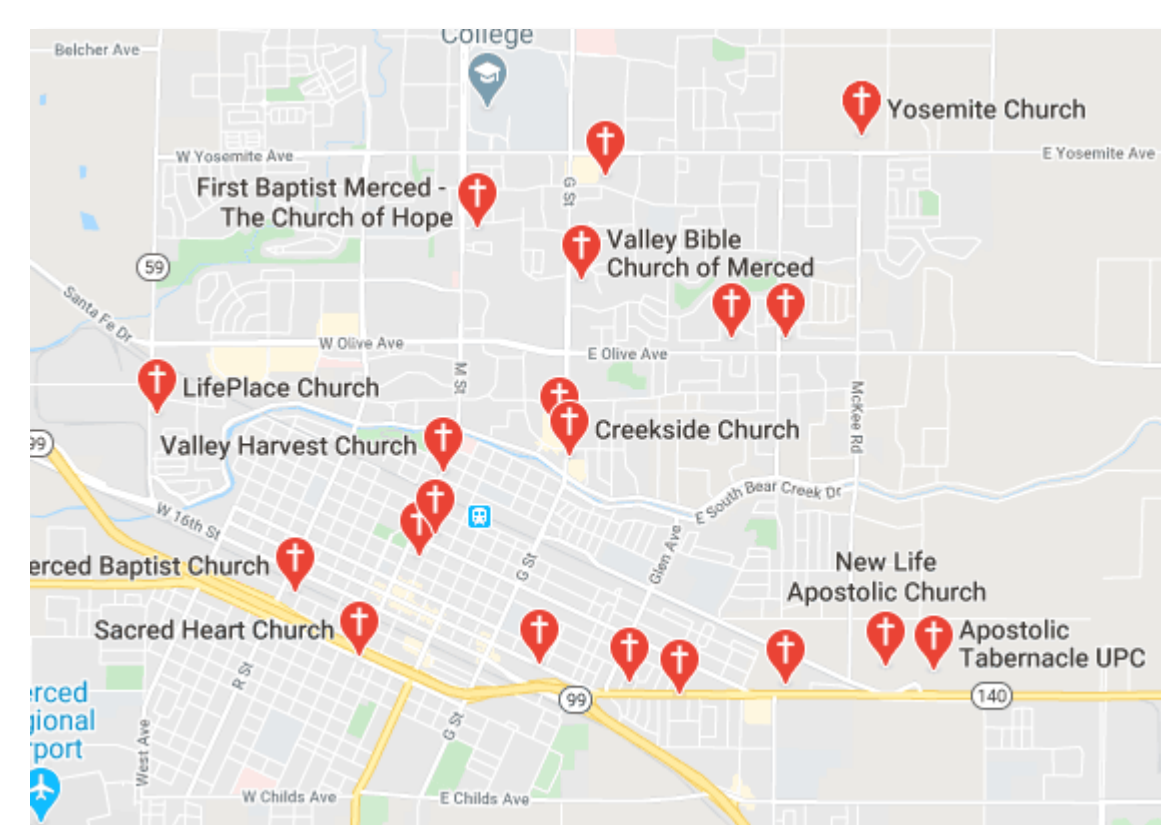 College
Belcher Ave
Yosemite Church
W Yosemite Ave
E Yosemite Ave
First Baptist Merced -
The Church of Hope
G St
Valley Bible
Church of Merced
59
Santa Fe Dr
W Olive Ave
E Olive Ave
M St
LifePlace Church
McKee Rd
Creekside Church
Valley Harvest Church
99
E South Bear Creek Dr
W 16th St
G St
Glen Ave
erced Baptist Church
New Life
Apostolic Church
Sacred Heart Church
Apostolic
Tabernacle UPC
R St
99
140
erced
gional
rport
G St
West Ave
W Childs Ave
E Childs Ave